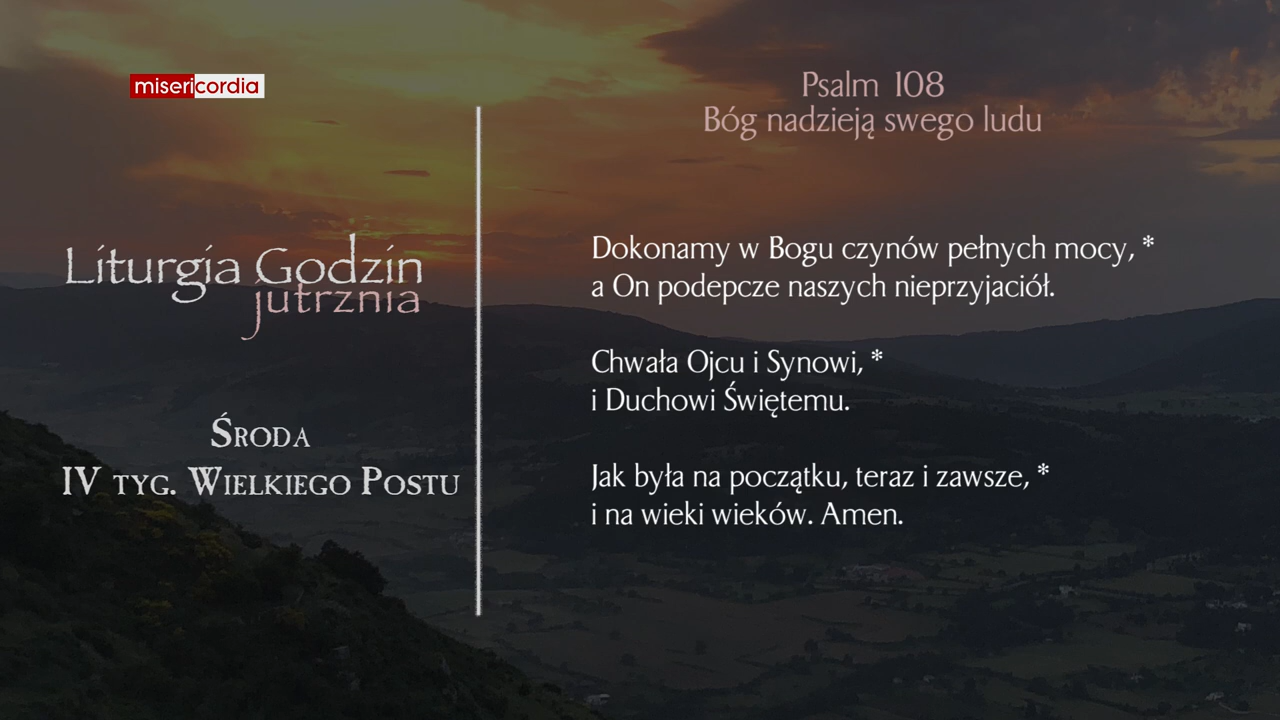 misericordia
Liturgia Godzin
jutrznia
Środa
IV tyg. Wielkiego Postu
Psalm 108
Bóg nadzieją swego ludu
Dokonamy w Bogu czynów pełnych mocy, *
a On podepcze naszych nieprzyjaciół.
Chwała Ojcu i Synowi, *
i Duchowi Świętemu.
Jak była na początku, teraz i zawsze, *
i na wieki wieków. Amen.